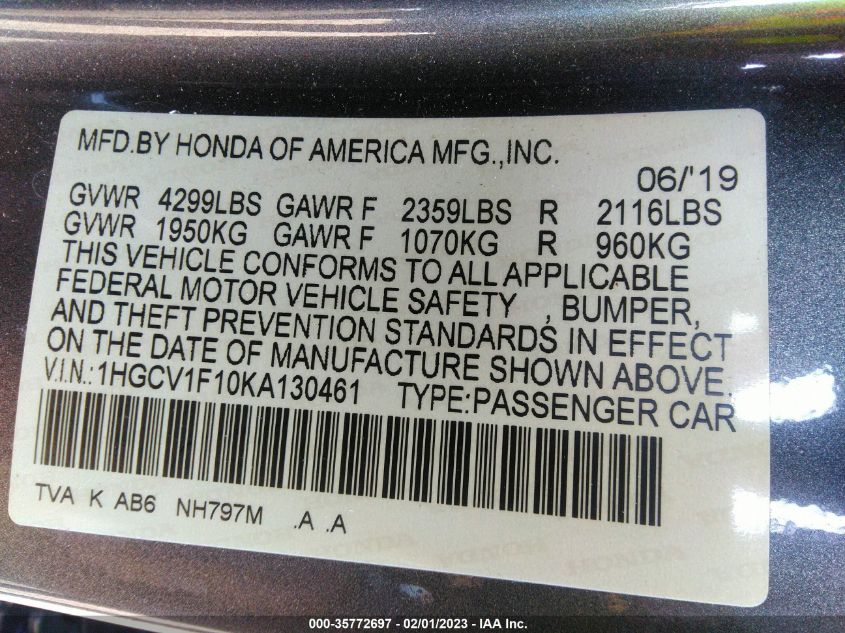 MFD.BY HONDA OF AMERICA MFG.,INC.
06/'19
GVWR 4299LBS GAWR F 2359LBS R 2116LBS
GVWR 1950KG GAWR F 1070KG R 960KG
THIS VEHICLE CONFORMS TO ALL APPLICABLE
FEDERAL MOTOR VEHICLE SAFETY , BUMPER,
AND THEFT PREVENTION STANDARDS IN EFFECT
ON THE DATE OF MANUFACTURE SHOWN ABOVE.
V.I.N.:1HGCV1F10KA130461 TYPE:PASSENGER CAR
TVA K AB6 NH797M .A .A
000-35772697 - 02/01/2023 - IAA Inc.